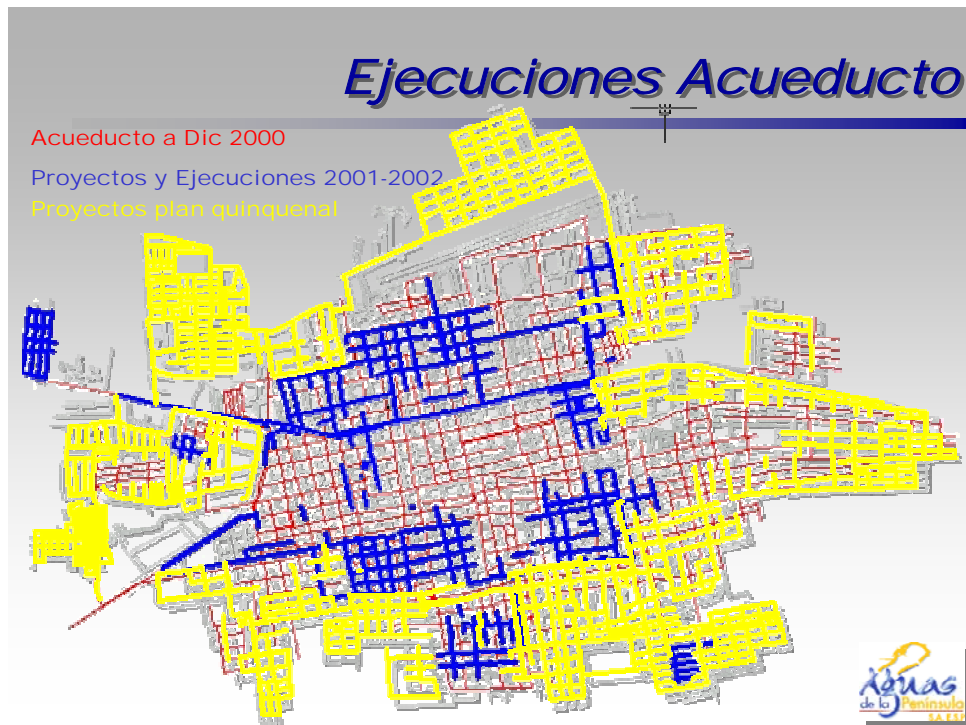 Ejecuciones Acueducto
Acueducto a Dic 2000
Proyectos y Ejecuciones 2001-2002
Proyectos plan quinquenal
Aguas
de la Península
S.A E.S.P